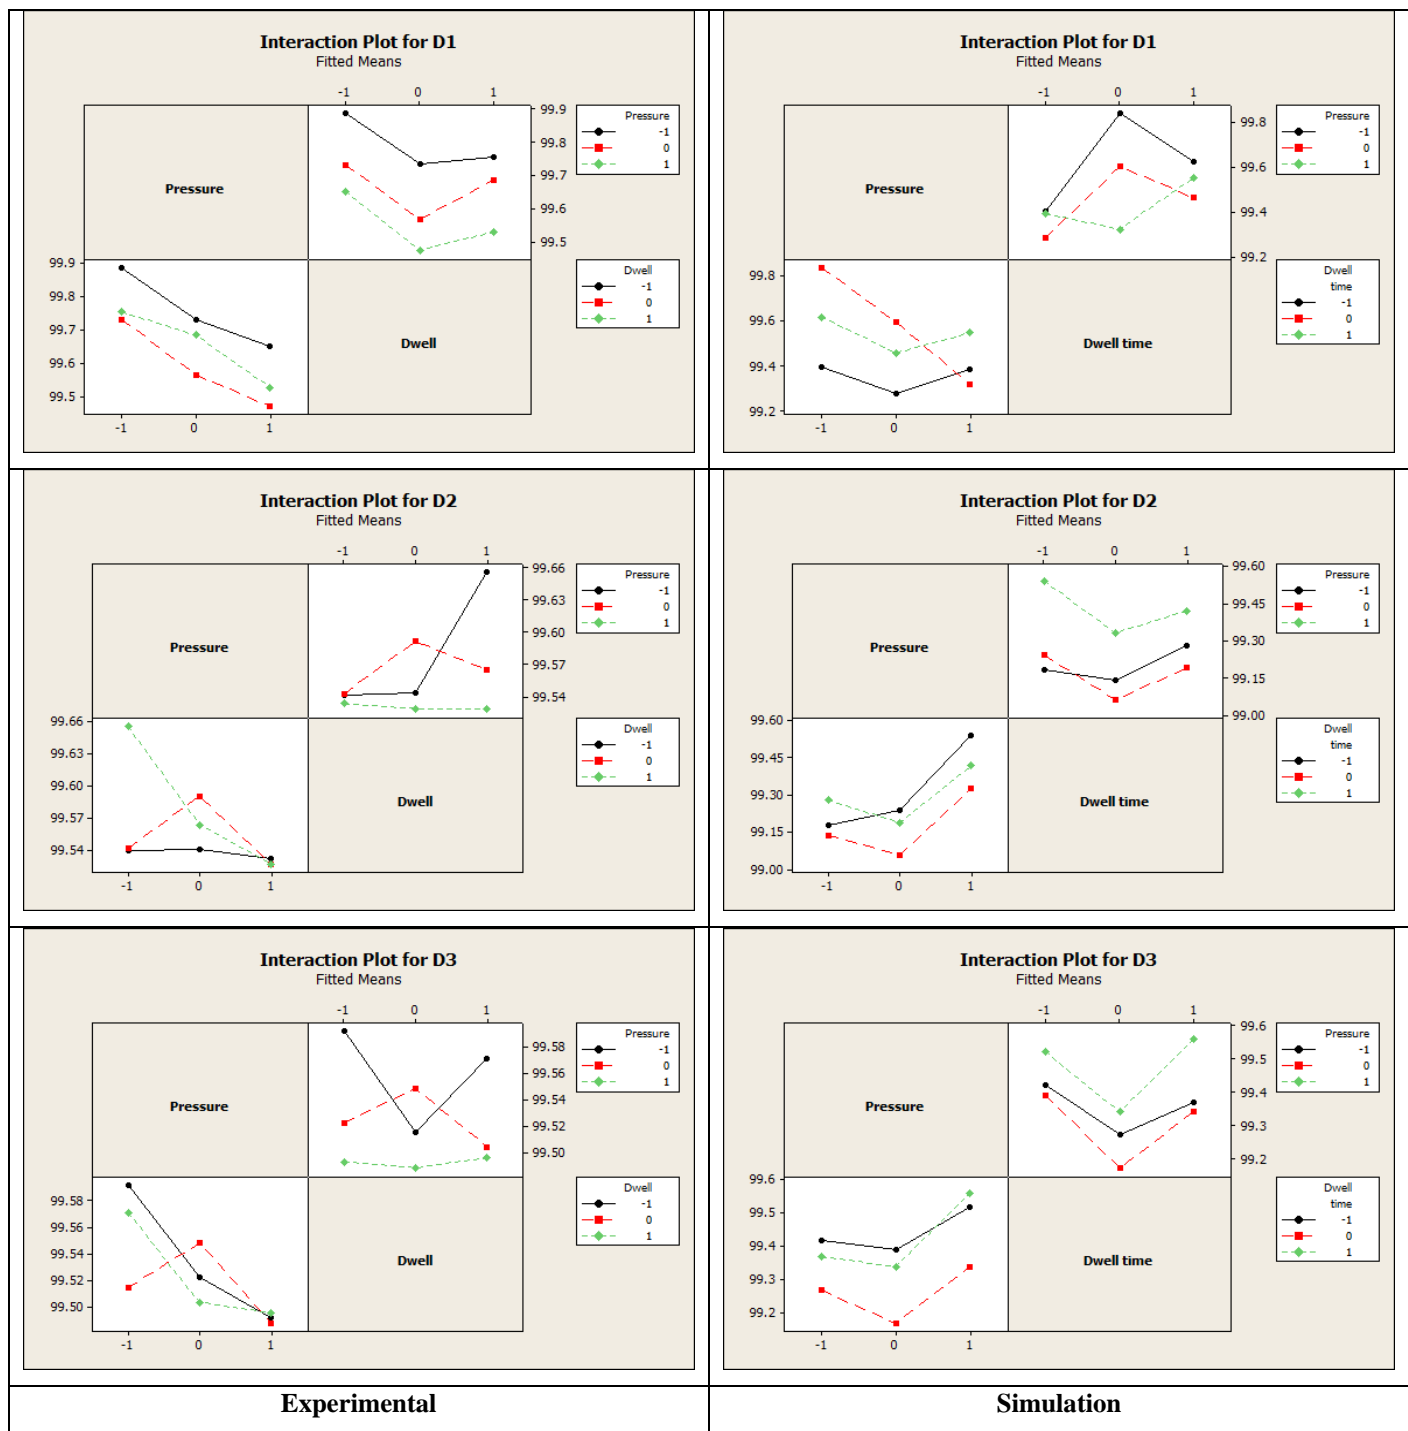 Interaction Plot for D1
Fitted Means
-1 0 1
99.9
99.8
99.7
99.6
99.5
Pressure
-1
0
1
Pressure
99.9
99.8
99.7
99.6
99.5
Dwell
Dwell
-1
0
1
-1 0 1
Interaction Plot for D1
Fitted Means
-1 0 1
99.8
99.6
99.4
99.2
Pressure
-1
0
1
Pressure
99.8
99.6
99.4
99.2
Dwell time
Dwell
time
-1
0
1
-1 0 1
Interaction Plot for D2
Fitted Means
-1 0 1
99.66
99.63
99.60
99.57
99.54
Pressure
-1
0
1
Pressure
99.66
99.63
99.60
99.57
99.54
Dwell
Dwell
-1
0
1
-1 0 1
Interaction Plot for D2
Fitted Means
-1 0 1
99.60
99.45
99.30
99.15
99.00
Pressure
-1
0
1
Pressure
99.60
99.45
99.30
99.15
99.00
Dwell time
Dwell
time
-1
0
1
-1 0 1
Interaction Plot for D3
Fitted Means
-1 0 1
99.58
99.56
99.54
99.52
99.50
Pressure
-1
0
1
Pressure
99.58
99.56
99.54
99.52
99.50
Dwell
Dwell
-1
0
1
-1 0 1
Interaction Plot for D3
Fitted Means
-1 0 1
99.6
99.5
99.4
99.3
99.2
Pressure
-1
0
1
Pressure
99.6
99.5
99.4
99.3
99.2
Dwell time
Dwell
time
-1
0
1
-1 0 1
Experimental
Simulation